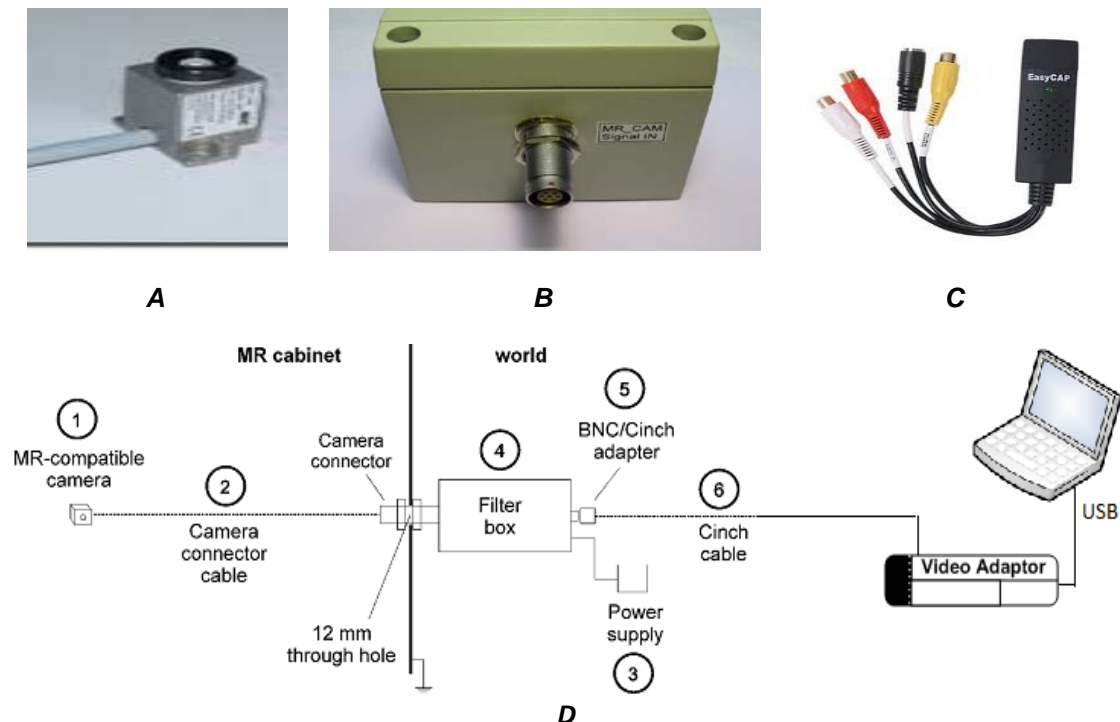 EasyCAP
MR_CAM
Signal IN
A
B
C
MR cabinet
world
1
MR-compatible
camera
2
Camera
connector
cable
Camera
connector
12 mm
through hole
4
Filter
box
5
BNC/Cinch
adapter
6
Cinch
cable
Power
supply
3
Video Adaptor
USB
D